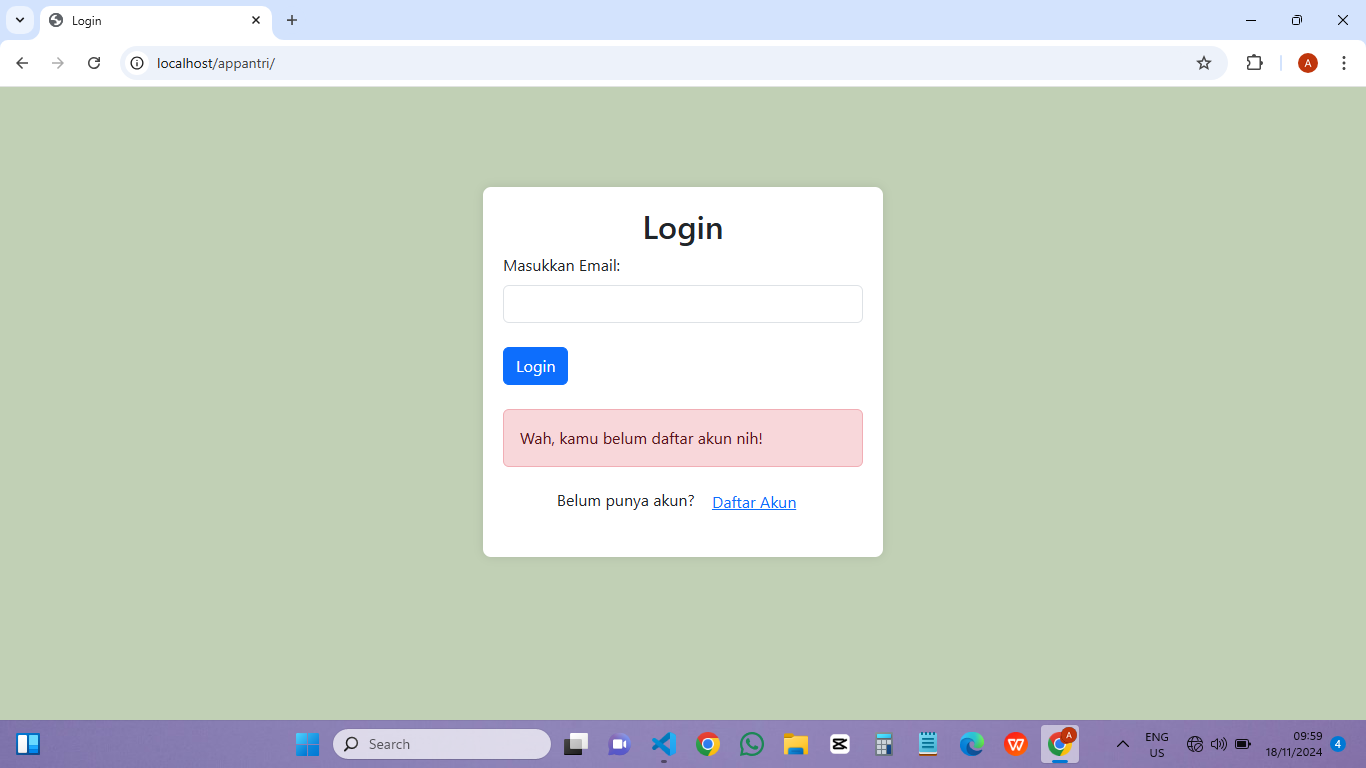 Login
localhost/appantri/
A
Login
Masukkan Email:
Login
Wah, kamu belum daftar akun nih!
Belum punya akun? Daftar Akun
Search
A
ENG
US
09:59
18/11/2024
4